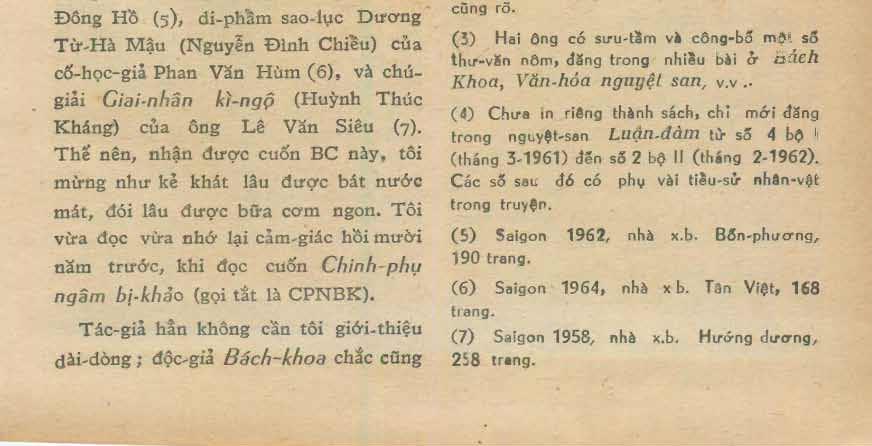 Đông Hồ (5), di-phẩm sao-lục Dương
Từ-Hà Mậu (Nguyễn Đình Chiểu) của
cố-học-giả Phan Văn Hùm (6), và chú-
giải Giai-nhân kì-ngộ (Huỳnh Thúc
Kháng) của ông Lê Văn Siêu (7).
Thế nên, nhận được cuốn BC này, tôi
mừng như kẻ khát lâu được bát nước
mát, đói lâu được bữa cơm ngon. Tôi
vừa đọc vừa nhớ lại cảm-giác hồi mười
năm trước, khi đọc cuốn Chinh-phụ
ngâm bị-khảo (gọi tắt là CPNBK).
Tác-giả hẳn không cần tôi giới-thiệu
dài-dòng ; độc-giả Bách-khoa chắc cũng
cũng rõ.
(3) Hai ông có sưu-tầm và công-bố một số
thư-văn nôm, đăng trong nhiều bài ở Bách
Khoa, Văn-hóa nguyệt san, v.v ..
(4) Chưa in riêng thành sách, chỉ mới đăng
trong nguyệt-san Luận-đàm từ số 4 bộ I
(tháng 3-1961) đến số 2 bộ II (tháng 2-1962).
Các số sau đó có phụ vài tiểu-sử nhân-vật
trong truyện.
(5) Saigon 1962, nhà x.b. Bốn-phương,
190 trang.
(6) Saigon 1964, nhà x b. Tân Việt, 168
trang.
(7) Saigon 1958, nhà x.b. Hướng dương,
258 trang.